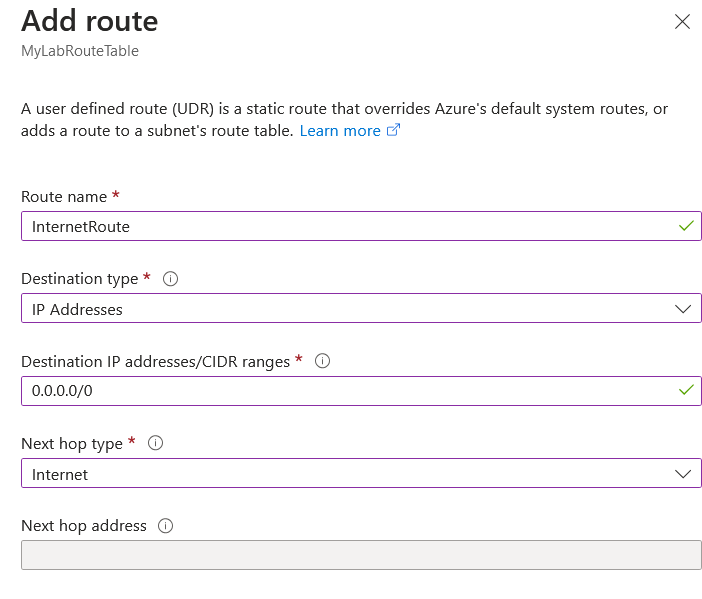 Add route
MyLabRouteTable
A user defined route (UDR) is a static route that overrides Azure's default system routes, or
adds a route to a subnet's route table. Learn more
Route name *
InternetRoute
Destination type *
IP Addresses
Destination IP addresses/CIDR ranges *
0.0.0.0/0
Next hop type *
Internet
Next hop address